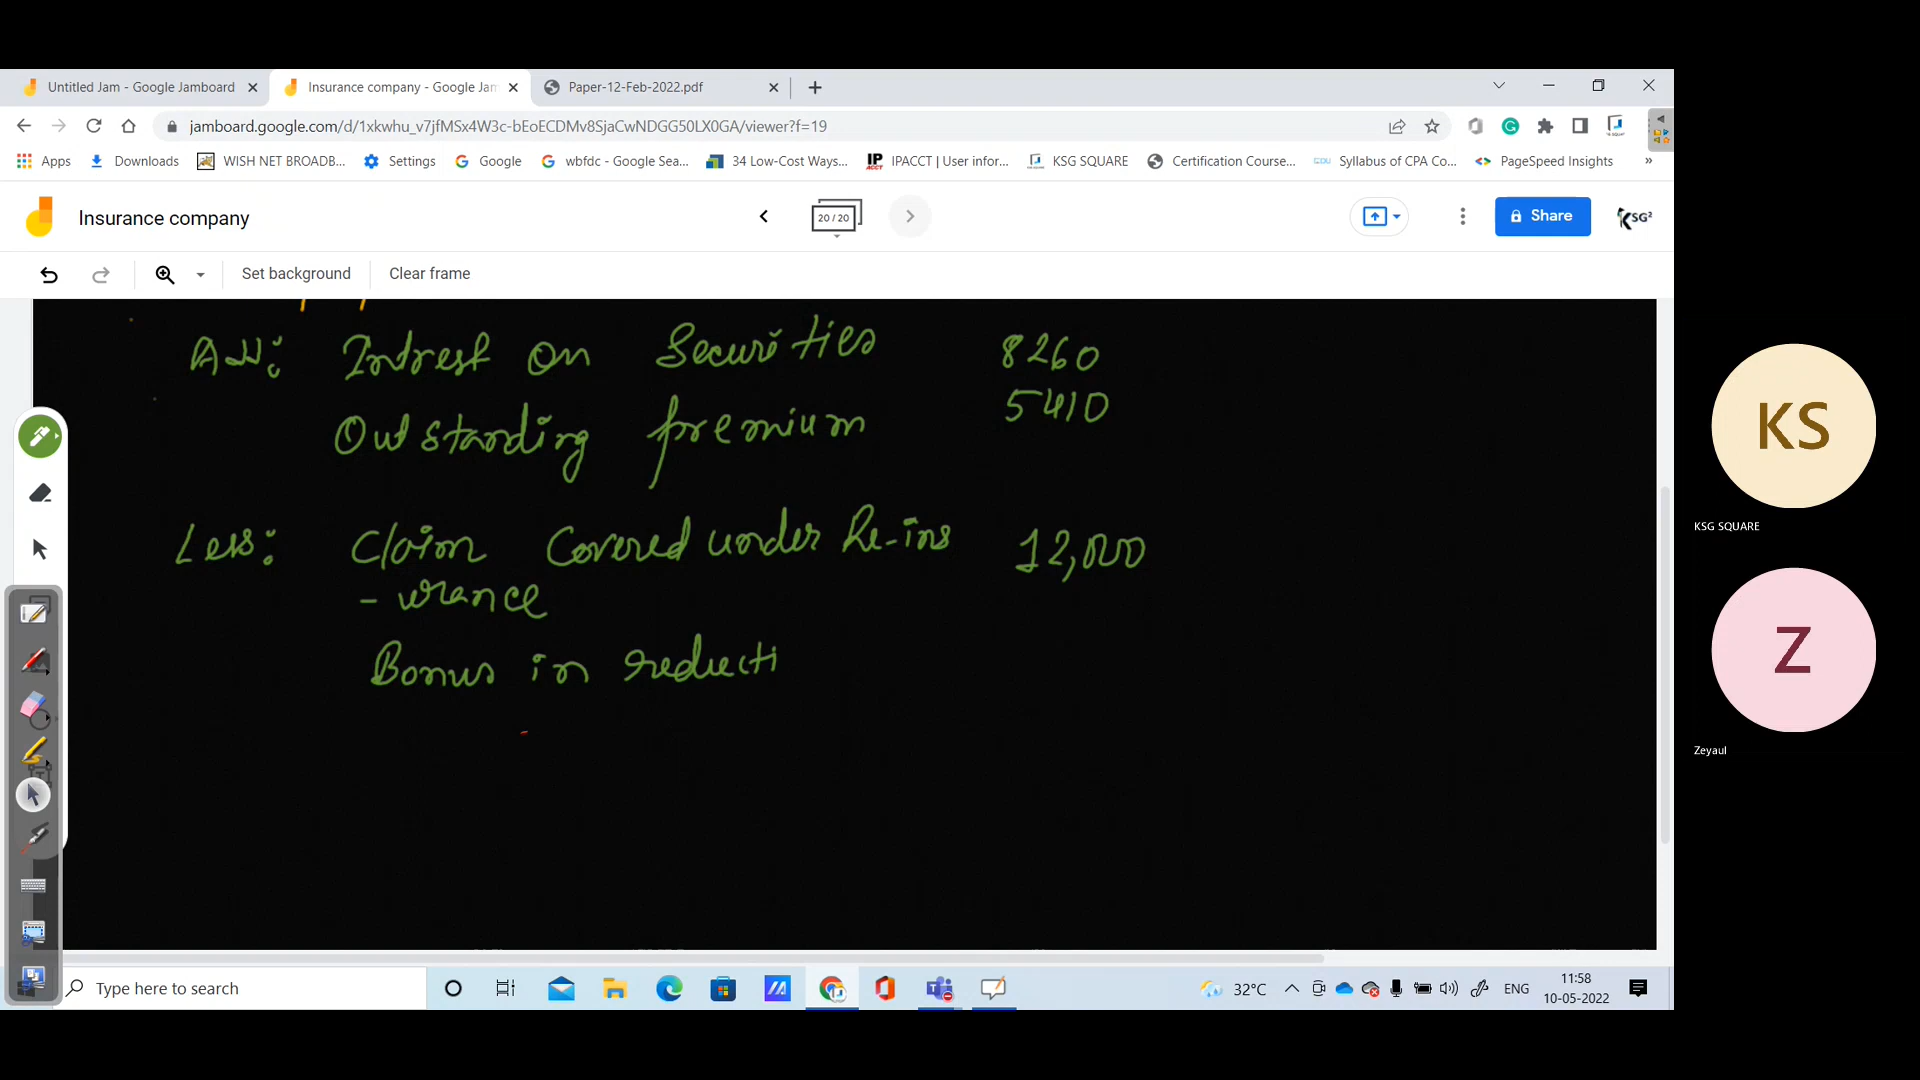 Untitled Jam - Google Jamboard
Insurance company - Google Jam
Paper-12-Feb-2022.pdf
jamboard.google.com/d/1xkwhu_v7jfMSx4W3c-bEoECDMv8SjaCwNDGG50LX0GA/viewer?f=19
Apps
Downloads
WISH NET BROADB...
Settings
Google
wbfdc - Google Sea...
34 Low-Cost Ways...
IPACCT | User infor...
KSG SQUARE
Certification Course...
Syllabus of CPA Co...
PageSpeed Insights
»
Insurance company
20 / 20
Share
KSG²
Set background
Clear frame
Add: Intrest On Securities 8260
Outstanding premium 5410
Less: Claim Covered under Re-ins 12,000
- urance
Bonus in reducti
KS
KSG SQUARE
Z
Zeyaul
Type here to search
32°C
ENG
11:58
10-05-2022